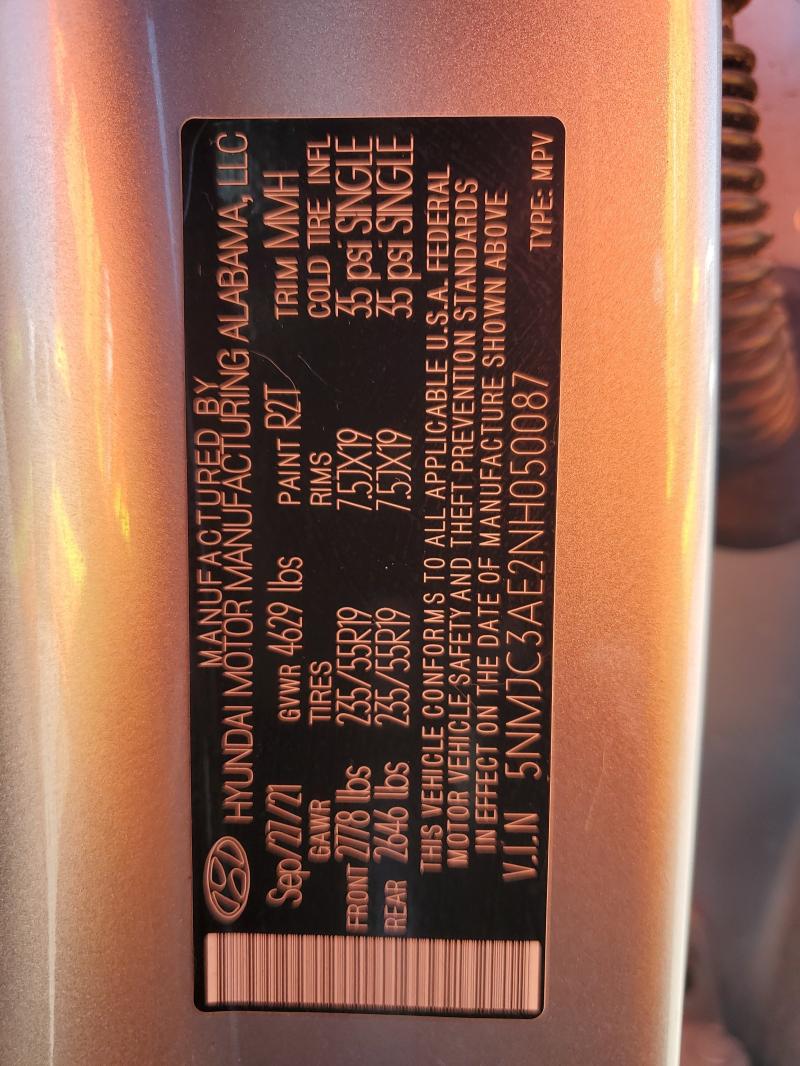 MANUFACTURED BY
HYUNDAI MOTOR MANUFACTURING ALABAMA, LLC
Sep/27/21 GVWR 4629 lbs PAINT R2T TRIM MMH
GAWR TIRES RIMS COLD TIRE INFL
FRONT 2778 lbs 235/55R19 7.5JX19 35 psi SINGLE
REAR 2646 lbs 235/55R19 7.5JX19 35 psi SINGLE
THIS VEHICLE CONFORMS TO ALL APPLICABLE U.S.A. FEDERAL
MOTOR VEHICLE SAFETY AND THEFT PREVENTION STANDARDS
IN EFFECT ON THE DATE OF MANUFACTURE SHOWN ABOVE
V.I.N 5NMJC3AE2NH050087 TYPE: MPV